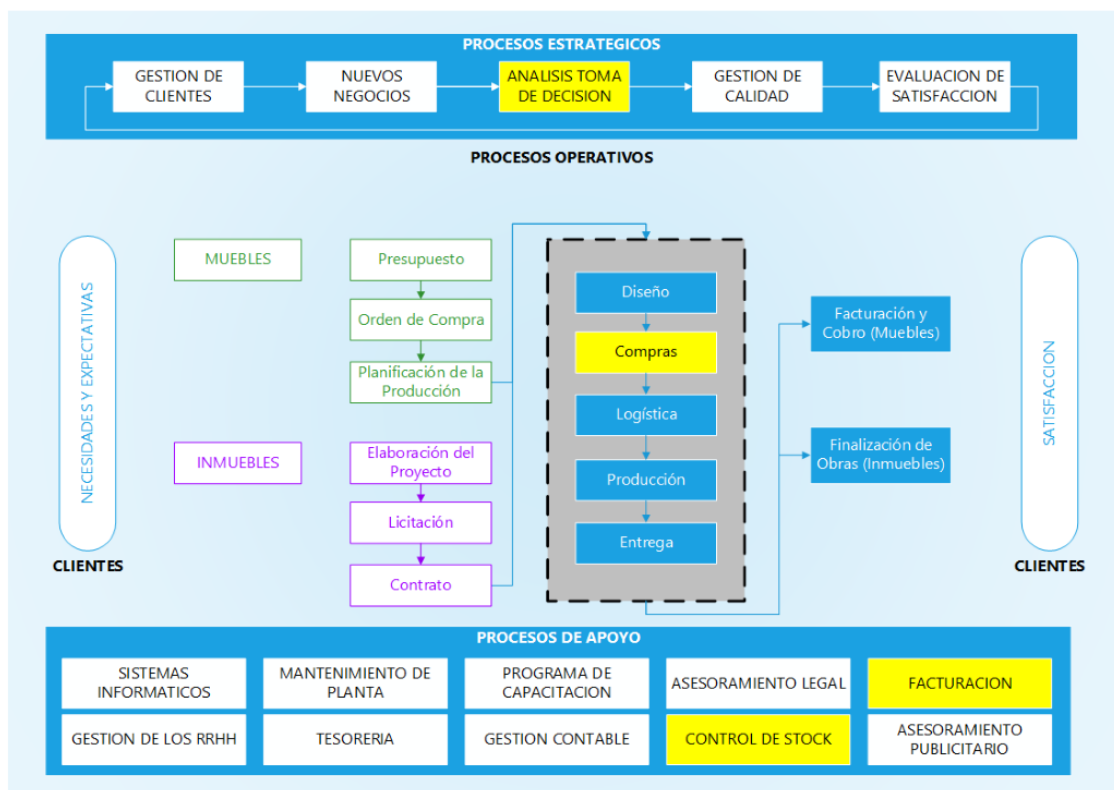 PROCESOS ESTRATEGICOS
GESTION DE
CLIENTES
NUEVOS
NEGOCIOS
ANALISIS TOMA
DE DECISION
GESTION DE
CALIDAD
EVALUACION DE
SATISFACCION
PROCESOS OPERATIVOS
NECESIDADES Y EXPECTATIVAS
CLIENTES
MUEBLES
Presupuesto
Orden de Compra
Planificación de la
Producción
INMUEBLES
Elaboración del
Proyecto
Licitación
Contrato
Diseño
Compras
Logística
Producción
Entrega
Facturación y
Cobro (Muebles)
Finalización de
Obras (Inmuebles)
SATISFACCION
CLIENTES
PROCESOS DE APOYO
SISTEMAS
INFORMATICOS
MANTENIMIENTO DE
PLANTA
PROGRAMA DE
CAPACITACION
ASESORAMIENTO LEGAL
FACTURACION
GESTION DE LOS RRHH
TESORERIA
GESTION CONTABLE
CONTROL DE STOCK
ASESORAMIENTO
PUBLICITARIO